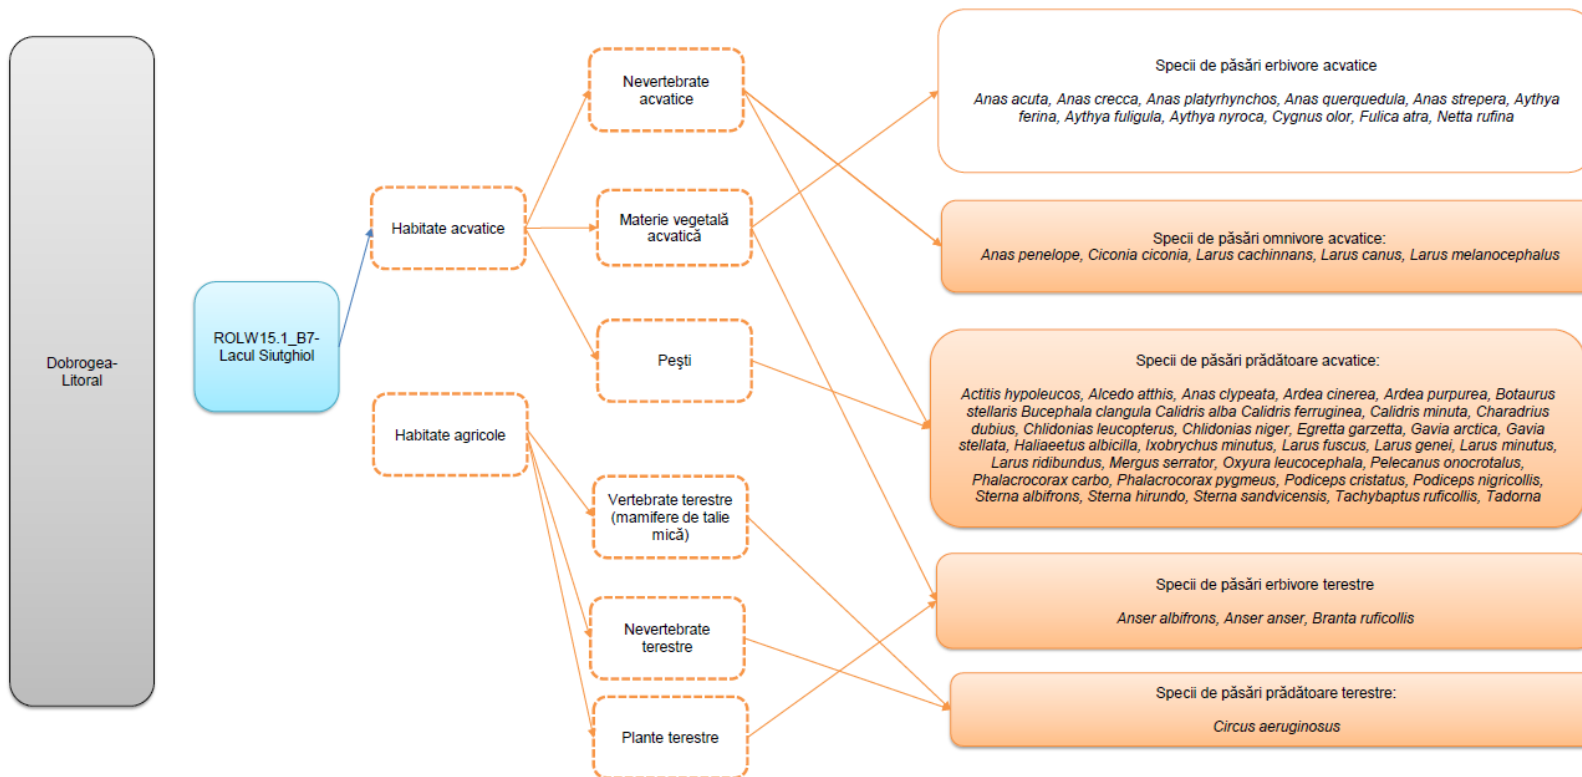 Dobrogea-
Litoral
ROLW15.1_B7-
Lacul Siutghiol
Habitate acvatice
Habitate agricole
Nevertebrate
acvatice
Materie vegetală
acvatică
Peşti
Vertebrate terestre
(mamifere de talie
mică)
Nevertebrate
terestre
Plante terestre
Specii de păsări erbivore acvatice
Anas acuta, Anas crecca, Anas platyrhynchos, Anas querquedula, Anas strepera, Aythya
ferina, Aythya fuligula, Aythya nyroca, Cygnus olor, Fulica atra, Netta rufina
Specii de păsări omnivore acvatice:
Anas penelope, Ciconia ciconia, Larus cachinnans, Larus canus, Larus melanocephalus
Specii de păsări prădătoare acvatice:
Actitis hypoleucos, Alcedo atthis, Anas clypeata, Ardea cinerea, Ardea purpurea, Botaurus
stellaris Bucephala clangula Calidris alba Calidris ferruginea, Calidris minuta, Charadrius
dubius, Chlidonias leucopterus, Chlidonias niger, Egretta garzetta, Gavia arctica, Gavia
stellata, Haliaeetus albicilla, Ixobrychus minutus, Larus fuscus, Larus genei, Larus minutus,
Larus ridibundus, Mergus serrator, Oxyura leucocephala, Pelecanus onocrotalus,
Phalacrocorax carbo, Phalacrocorax pygmeus, Podiceps cristatus, Podiceps nigricollis,
Sterna albifrons, Sterna hirundo, Sterna sandvicensis, Tachybaptus ruficollis, Tadorna
Specii de păsări erbivore terestre
Anser albifrons, Anser anser, Branta ruficollis
Specii de păsări prădătoare terestre:
Circus aeruginosus